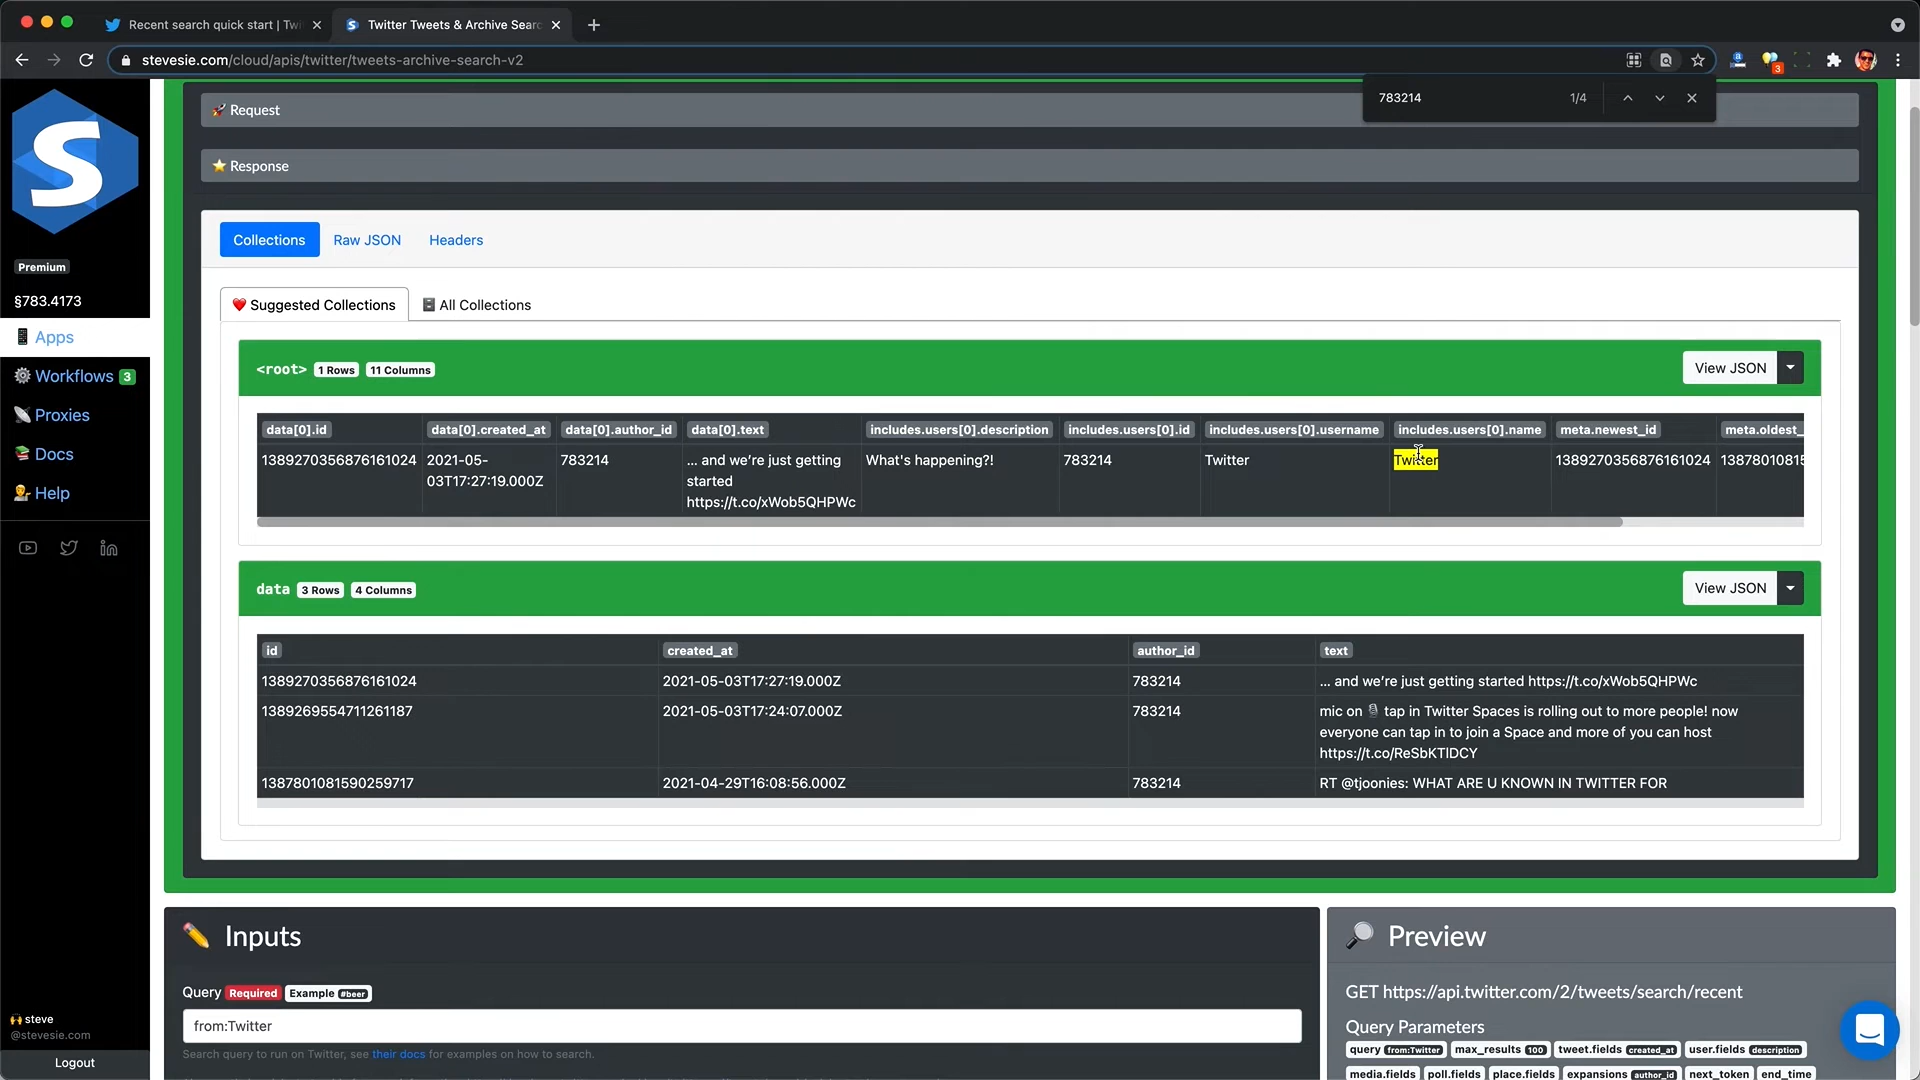 Recent search quick start | Twi
Twitter Tweets & Archive Sear
stevesie.com/cloud/apis/twitter/tweets-archive-search-v2
3
783214
1/4
S
Premium
§783.4173
Apps
Workflows 3
Proxies
Docs
Help
steve
@stevesie.com
Logout
Request
Response
Collections Raw JSON Headers
Suggested Collections All Collections
<root> 1 Rows 11 Columns View JSON
data[0].id data[0].created_at data[0].author_id data[0].text includes.users[0].description includes.users[0].id includes.users[0].username includes.users[0].name meta.newest_id meta.oldest_
1389270356876161024 2021-05- 783214 ... and we're just getting What's happening?! 783214 Twitter Twitter 1389270356876161024 13878010815
03T17:27:19.000Z started
https://t.co/xWob5QHPWc
data 3 Rows 4 Columns View JSON
id created_at author_id text
1389270356876161024 2021-05-03T17:27:19.000Z 783214 ... and we're just getting started https://t.co/xWob5QHPWc
1389269554711261187 2021-05-03T17:24:07.000Z 783214 mic on 🎙 tap in Twitter Spaces is rolling out to more people! now
everyone can tap in to join a Space and more of you can host
https://t.co/ReSbKTlDCY
1387801081590259717 2021-04-29T16:08:56.000Z 783214 RT @tjoonies: WHAT ARE U KNOWN IN TWITTER FOR
Inputs
Query Required Example #beer
from:Twitter
Search query to run on Twitter, see their docs for examples on how to search.
Preview
GET https://api.twitter.com/2/tweets/search/recent
Query Parameters
query from:Twitter max_results 100 tweet.fields created_at user.fields description
media.fields poll.fields place.fields expansions author_id next_token end_time